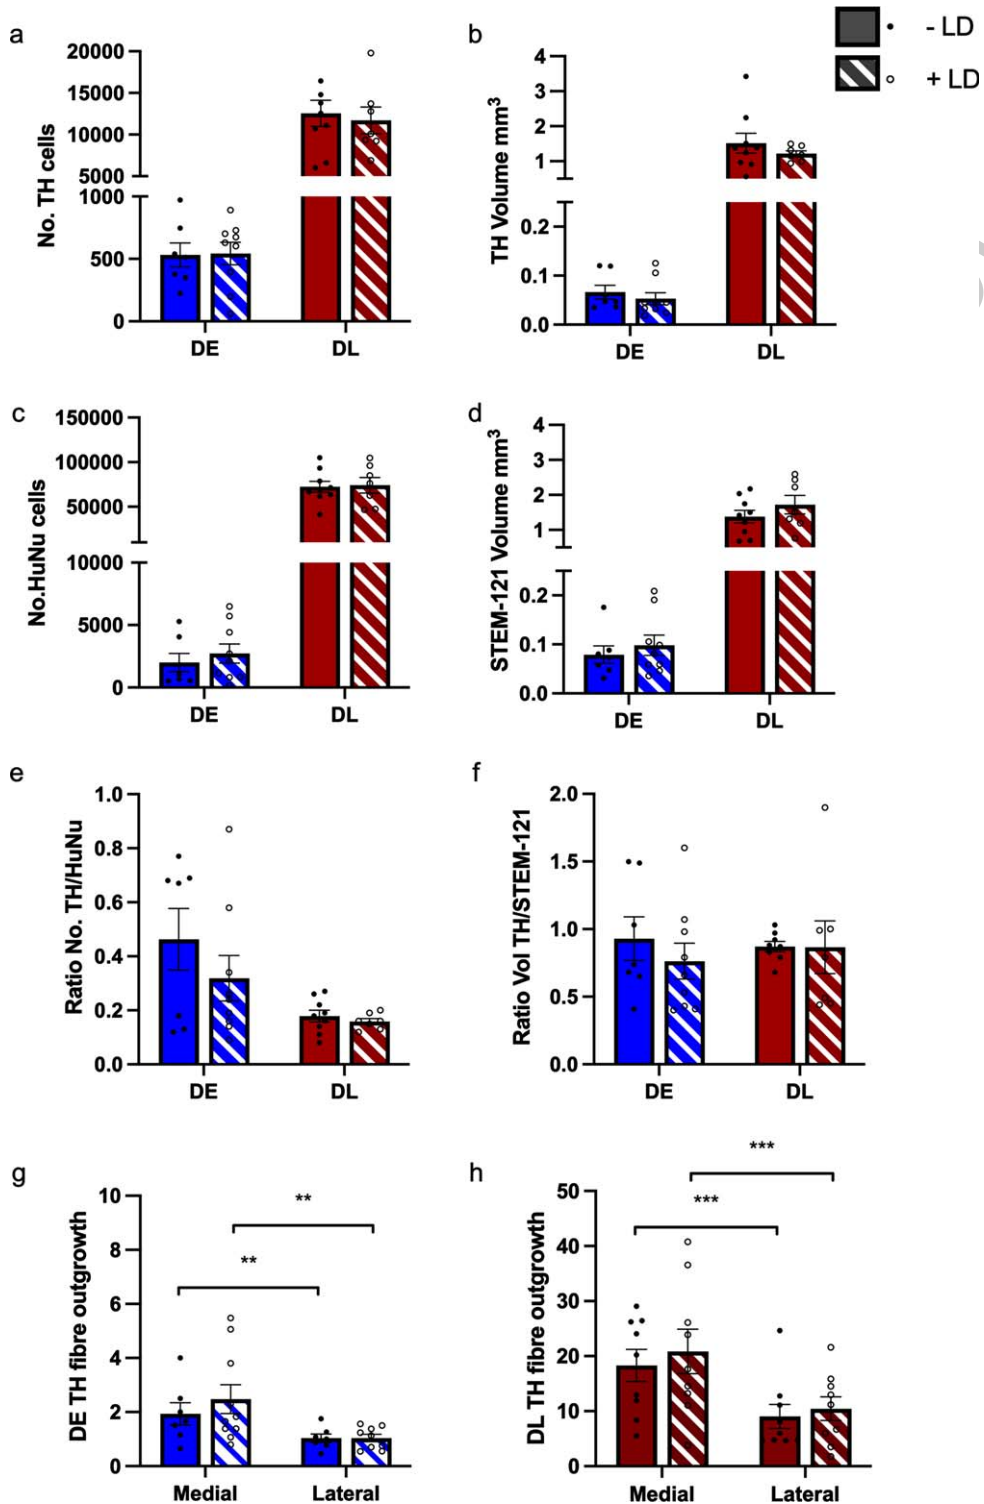 - LD
+ LD
a
No. TH cells
20000
15000
10000
5000
1000
500
0
DE DL
b
TH Volume mm³
4
3
2
1
0.2
0.1
0.0
DE DL
c
No.HuNu cells
150000
100000
50000
10000
5000
0
DE DL
d
STEM-121 Volume mm³
4
3
2
1
0.2
0.1
0.0
DE DL
e
Ratio No. TH/HuNu
1.0
0.8
0.6
0.4
0.2
0.0
DE DL
f
Ratio Vol TH/STEM-121
2.0
1.5
1.0
0.5
0.0
DE DL
g
DE TH fibre outgrowth
10
8
6
4
2
0
**
**
Medial Lateral
h
DL TH fibre outgrowth
50
40
30
20
10
0
***
***
Medial Lateral